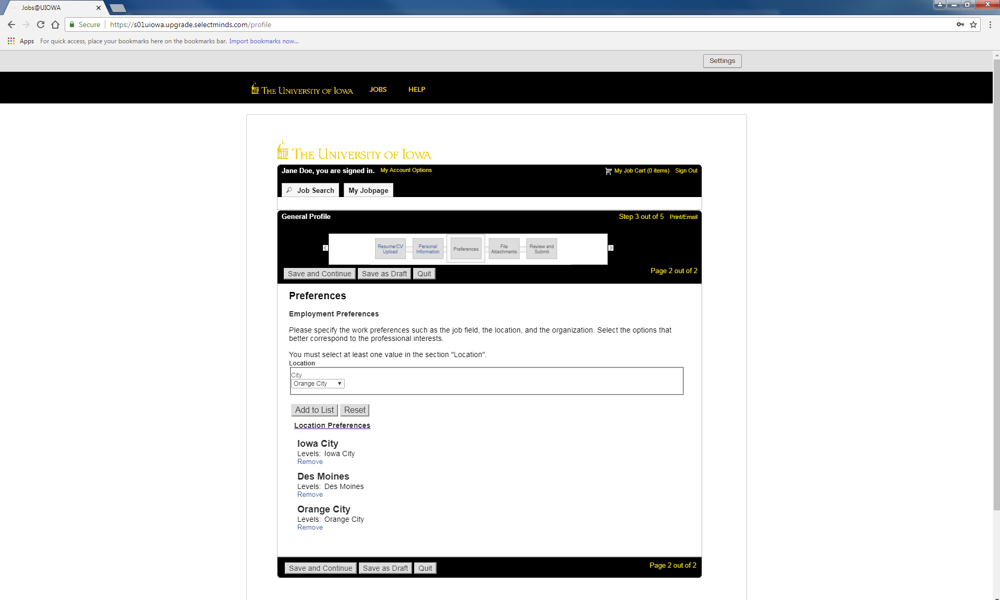 Jobs@UIOWA
Secure https://s01uiowa.upgrade.selectminds.com/profile
Apps For quick access, place your bookmarks here on the bookmarks bar. Import bookmarks now...
Settings
THE UNIVERSITY OF IOWA JOBS HELP
THE UNIVERSITY OF IOWA
Jane Doe, you are signed in. My Account Options My Job Cart (0 items) Sign Out
Job Search My Jobpage
General Profile Step 3 out of 5 Print/Email
Resume/CV Upload Personal Information Preferences File Attachments Review and Submit
Save and Continue Save as Draft Quit Page 2 out of 2
Preferences
Employment Preferences
Please specify the work preferences such as the job field, the location, and the organization. Select the options that
better correspond to the professional interests.
You must select at least one value in the section "Location".
Location
City
Orange City
Add to List Reset
Location Preferences
Iowa City
Levels: Iowa City
Remove
Des Moines
Levels: Des Moines
Remove
Orange City
Levels: Orange City
Remove
Save and Continue Save as Draft Quit Page 2 out of 2